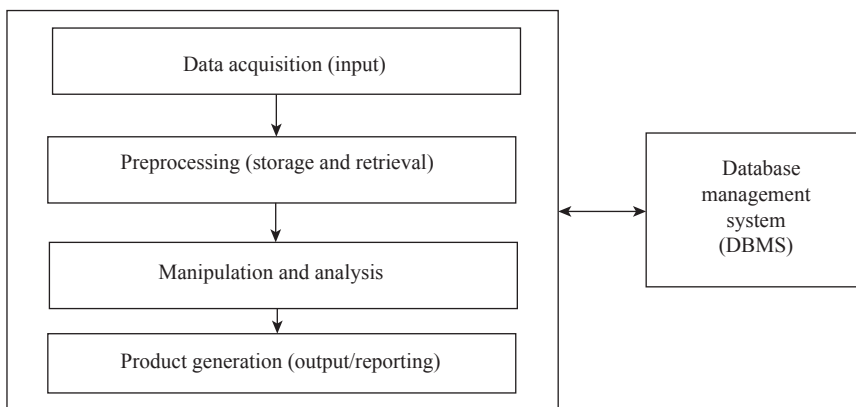 Data acquisition (input)
Preprocessing (storage and retrieval)
Manipulation and analysis
Product generation (output/reporting)
Database
management
system
(DBMS)